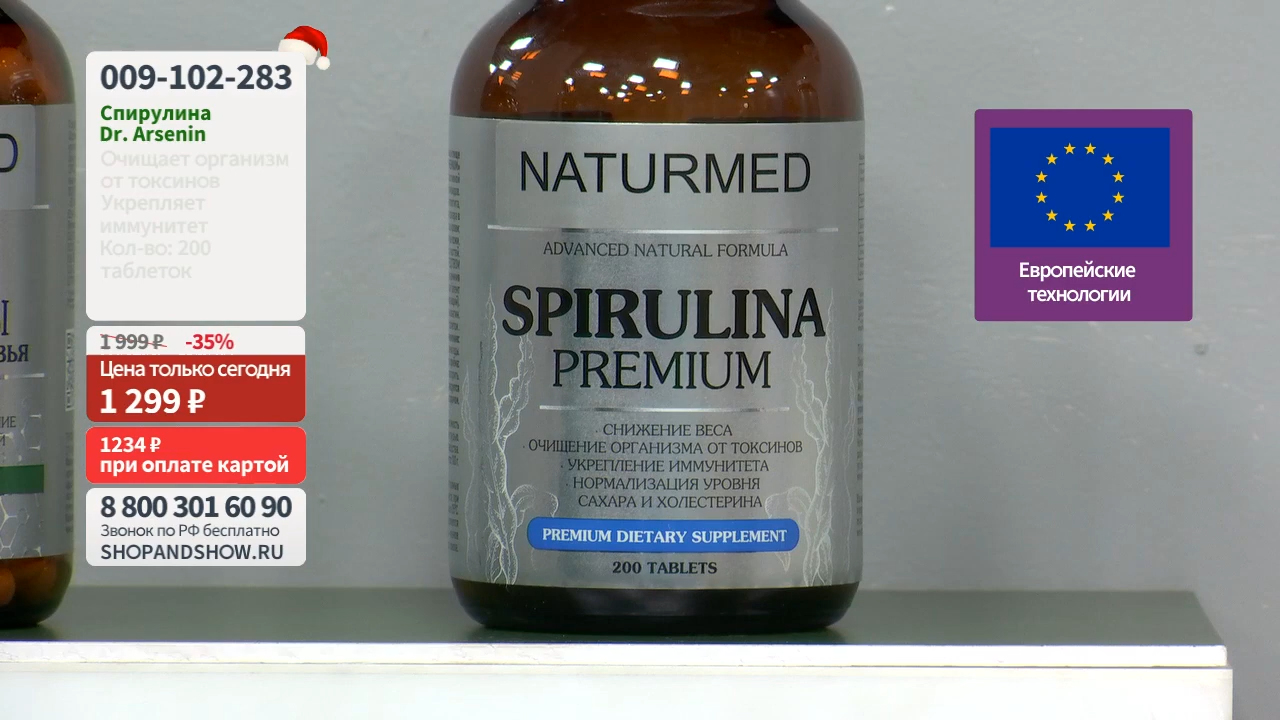 009-102-283
Спирулина
Dr. Arsenin
Очищает организм
от токсинов
Укрепляет
иммунитет
Кол-во: 200
таблеток
1 999 ₽ -35%
Цена только сегодня
1 299 ₽
1234 ₽
при оплате картой
8 800 301 60 90
Звонок по РФ бесплатно
SHOPANDSHOW.RU
NATURMED
ADVANCED NATURAL FORMULA
SPIRULINA
PREMIUM
· СНИЖЕНИЕ ВЕСА
· ОЧИЩЕНИЕ ОРГАНИЗМА ОТ ТОКСИНОВ
· УКРЕПЛЕНИЕ ИММУНИТЕТА
· НОРМАЛИЗАЦИЯ УРОВНЯ
САХАРА И ХОЛЕСТЕРИНА
PREMIUM DIETARY SUPPLEMENT
200 TABLETS
Европейские
технологии